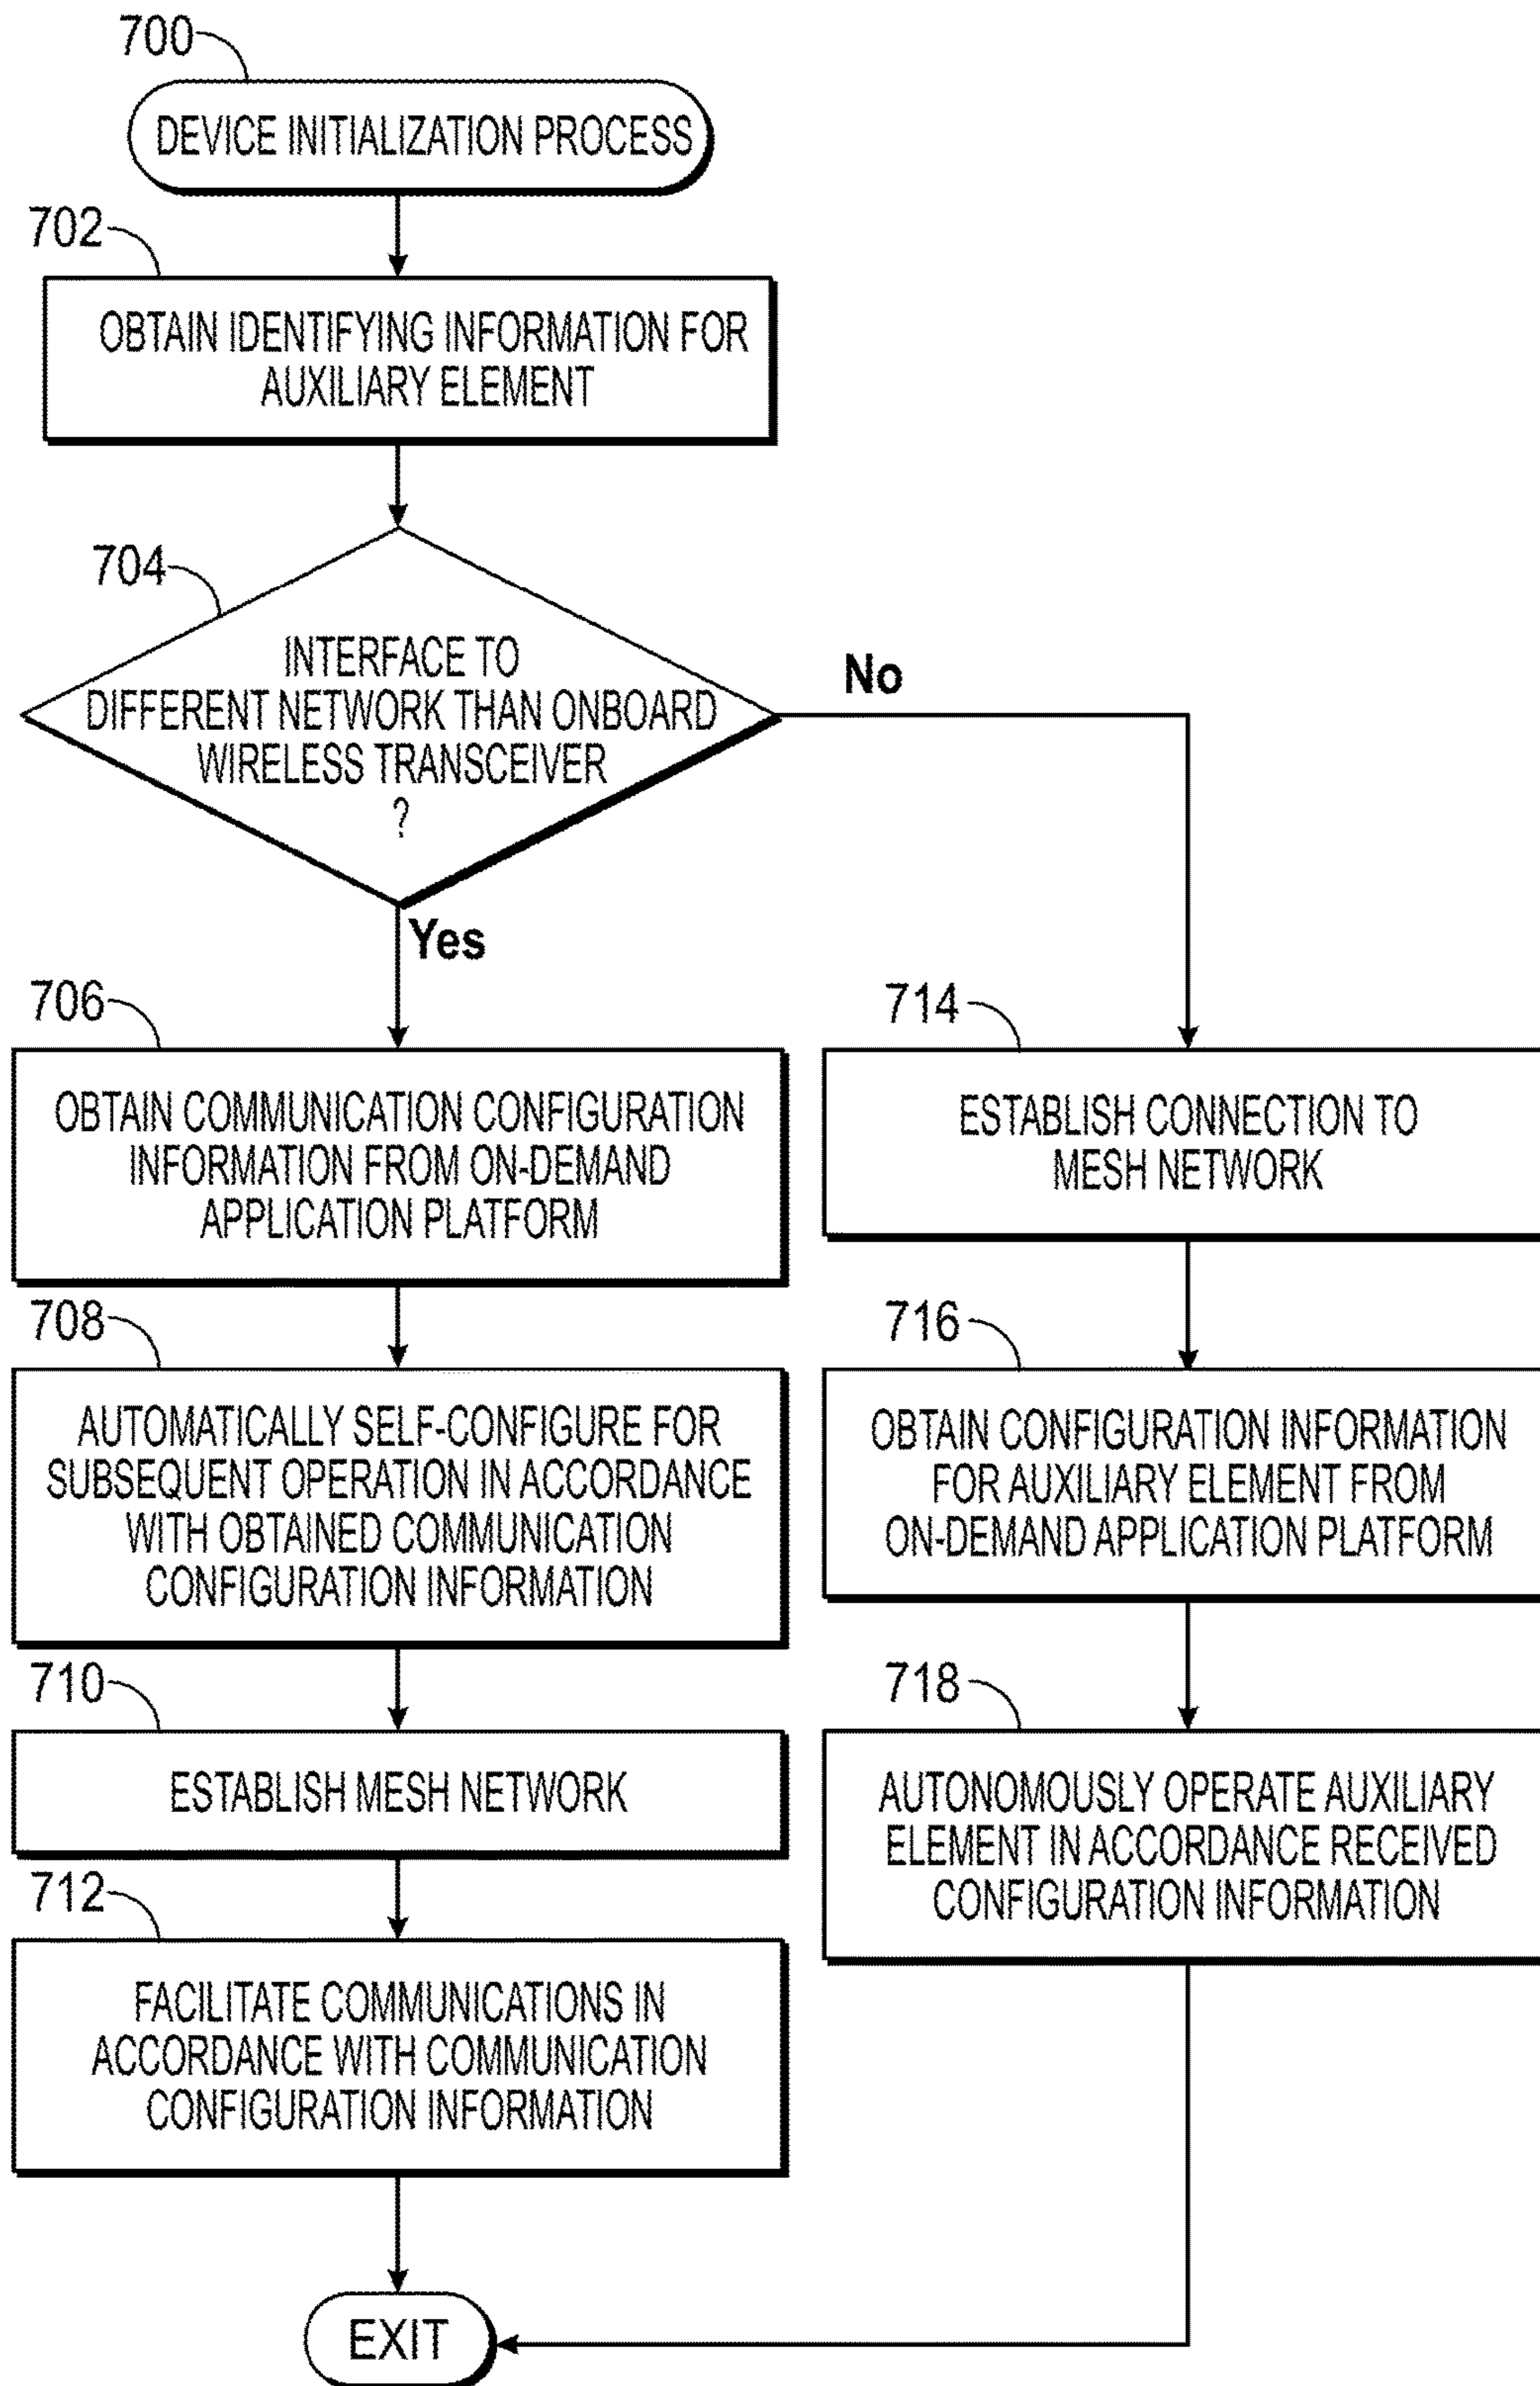 700
DEVICE INITIALIZATION PROCESS
702
OBTAIN IDENTIFYING INFORMATION FOR
AUXILIARY ELEMENT
704
INTERFACE TO
DIFFERENT NETWORK THAN ONBOARD
WIRELESS TRANSCEIVER
?
No
Yes
706
OBTAIN COMMUNICATION CONFIGURATION
INFORMATION FROM ON-DEMAND
APPLICATION PLATFORM
708
AUTOMATICALLY SELF-CONFIGURE FOR
SUBSEQUENT OPERATION IN ACCORDANCE
WITH OBTAINED COMMUNICATION
CONFIGURATION INFORMATION
710
ESTABLISH MESH NETWORK
712
FACILITATE COMMUNICATIONS IN
ACCORDANCE WITH COMMUNICATION
CONFIGURATION INFORMATION
714
ESTABLISH CONNECTION TO
MESH NETWORK
716
OBTAIN CONFIGURATION INFORMATION
FOR AUXILIARY ELEMENT FROM
ON-DEMAND APPLICATION PLATFORM
718
AUTONOMOUSLY OPERATE AUXILIARY
ELEMENT IN ACCORDANCE RECEIVED
CONFIGURATION INFORMATION
EXIT